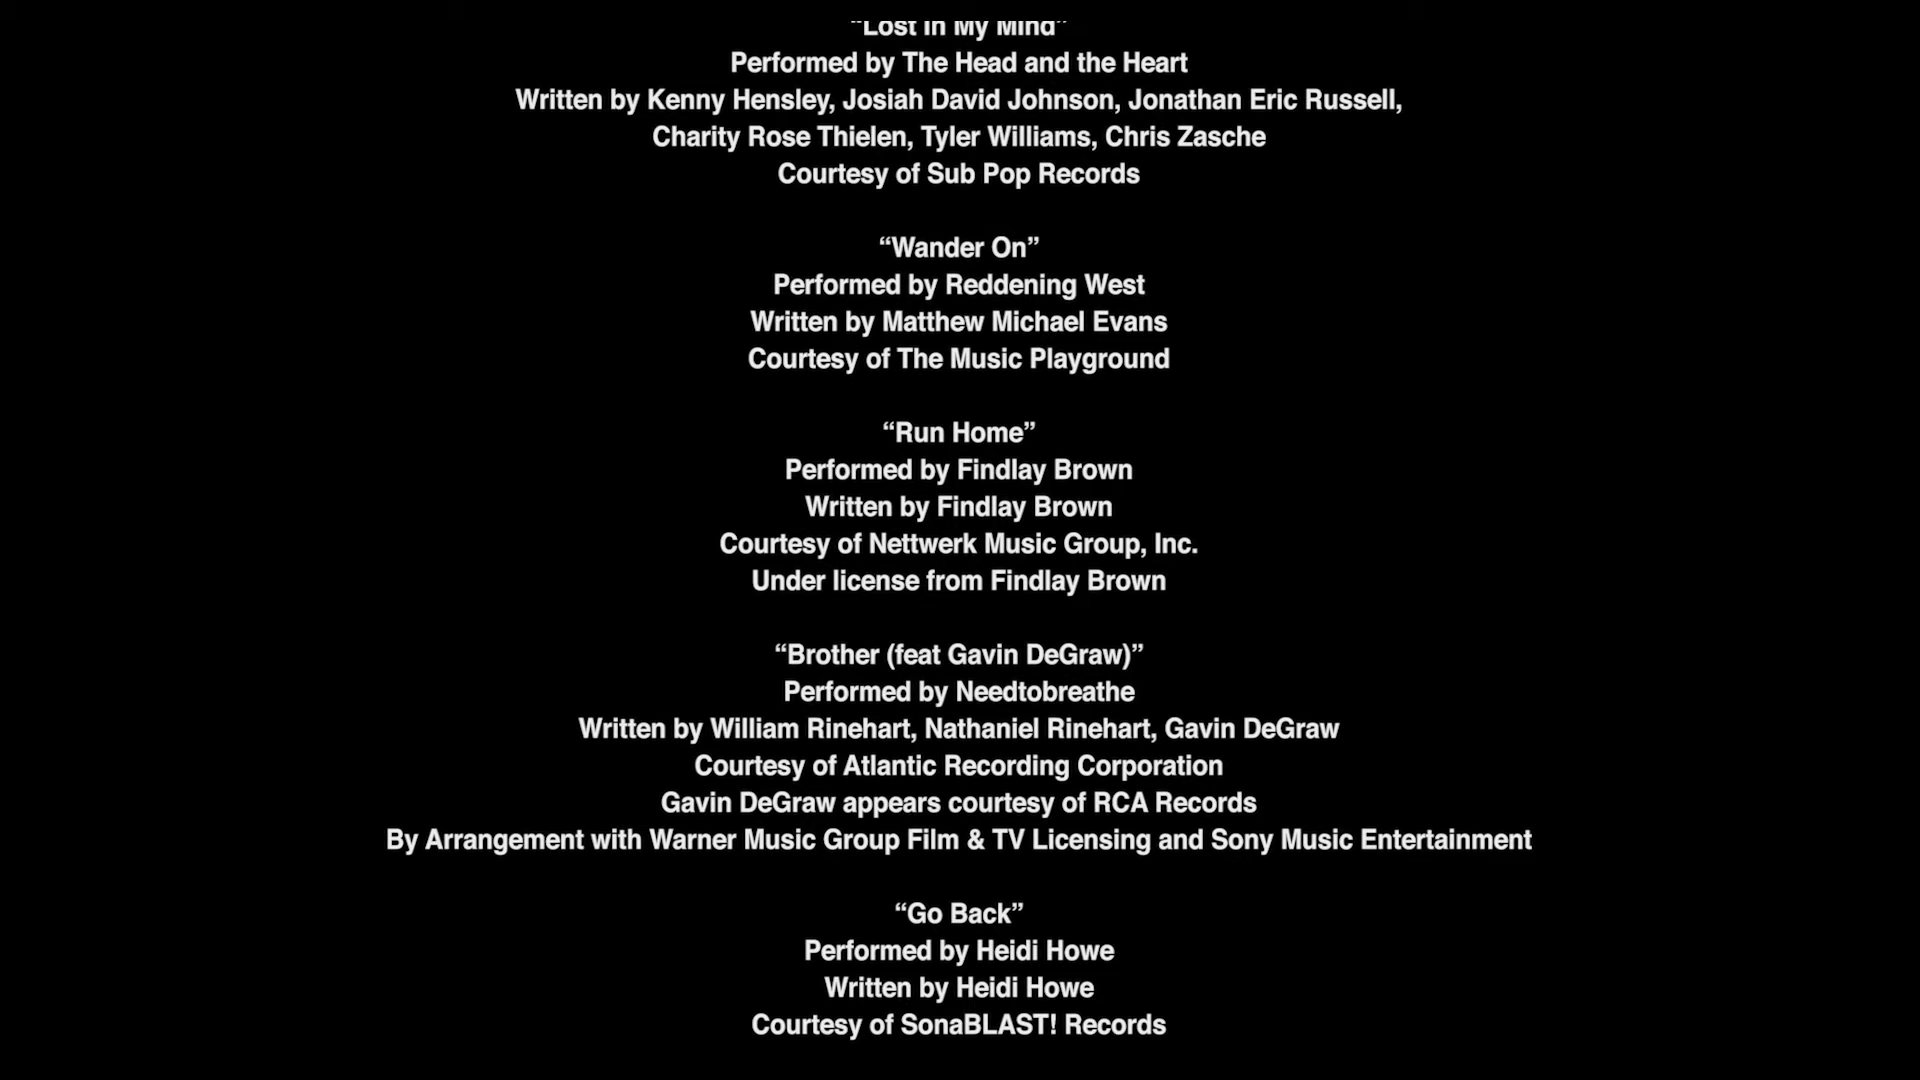 “Lost In My Mind”
Performed by The Head and the Heart
Written by Kenny Hensley, Josiah David Johnson, Jonathan Eric Russell,
Charity Rose Thielen, Tyler Williams, Chris Zasche
Courtesy of Sub Pop Records
“Wander On”
Performed by Reddening West
Written by Matthew Michael Evans
Courtesy of The Music Playground
“Run Home”
Performed by Findlay Brown
Written by Findlay Brown
Courtesy of Nettwerk Music Group, Inc.
Under license from Findlay Brown
“Brother (feat Gavin DeGraw)”
Performed by Needtobreathe
Written by William Rinehart, Nathaniel Rinehart, Gavin DeGraw
Courtesy of Atlantic Recording Corporation
Gavin DeGraw appears courtesy of RCA Records
By Arrangement with Warner Music Group Film & TV Licensing and Sony Music Entertainment
“Go Back”
Performed by Heidi Howe
Written by Heidi Howe
Courtesy of SonaBLAST! Records